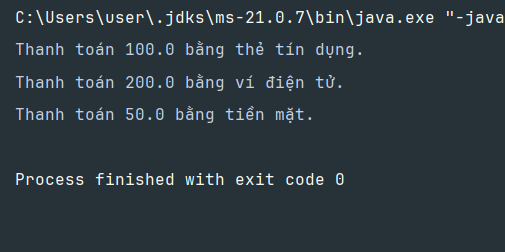 C:\Users\user\.jdks\ms-21.0.7\bin\java.exe "-java
Thanh toán 100.0 bằng thẻ tín dụng.
Thanh toán 200.0 bằng ví điện tử.
Thanh toán 50.0 bằng tiền mặt.
Process finished with exit code 0